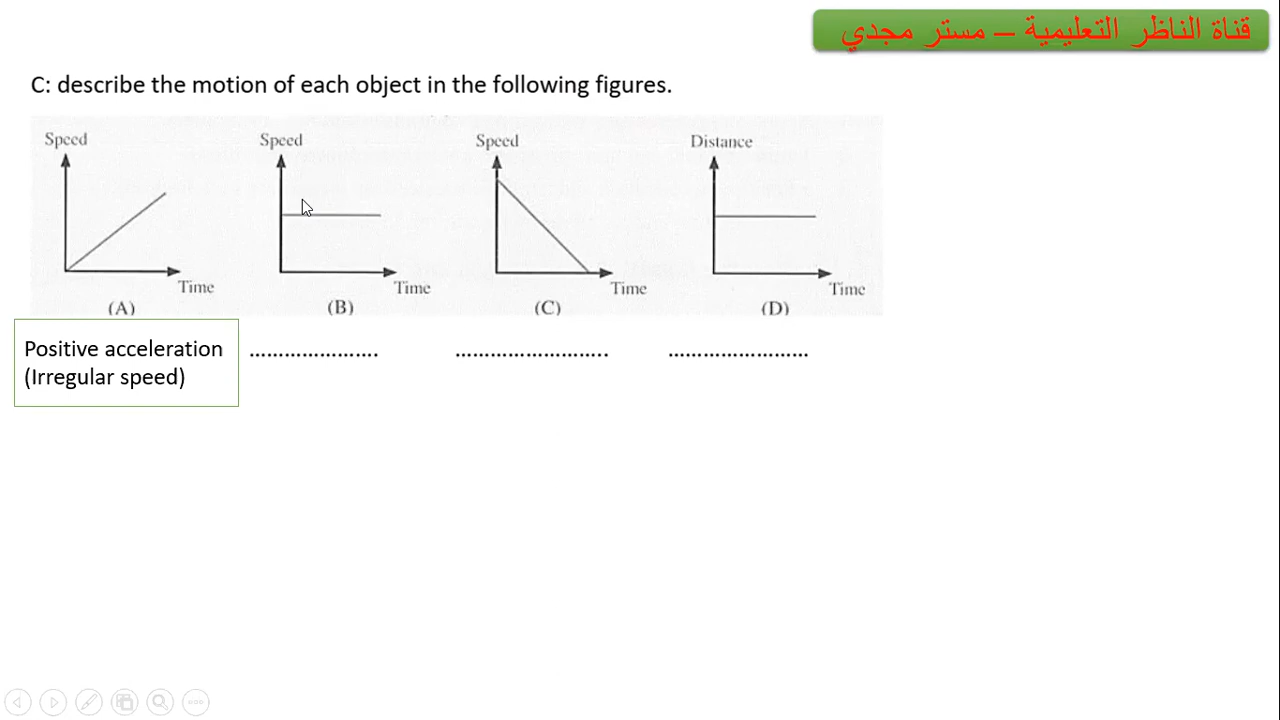 قناة الناظر التعليمية – مستر مجدي
C: describe the motion of each object in the following figures.
Speed Speed Speed Distance
Time Time Time Time
(A) (B) (C) (D)
Positive acceleration ...................... .......................... ........................
(Irregular speed)